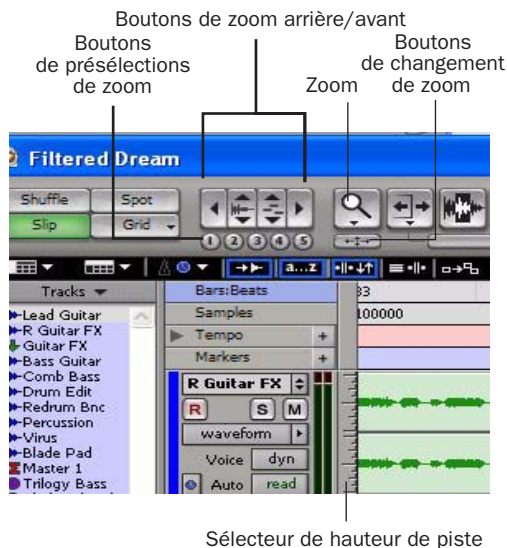 Boutons de zoom arrière/avant
Boutons
de présélections
de zoom
Zoom
Boutons
de changement
de zoom
Filtered Dream
Shuffle Spot
Slip Grid
1 2 3 4 5
a...z
Tracks
Lead Guitar
R Guitar FX
Guitar FX
Bass Guitar
Comb Bass
Drum Edit
Redrum Bnc
Percussion
Virus
Blade Pad
Master 1
Trilogy Bass
Bars:Beats 33
Samples 100000
Tempo +
Markers +
R Guitar FX
R S M
waveform
Voice dyn
Auto read
Sélecteur de hauteur de piste